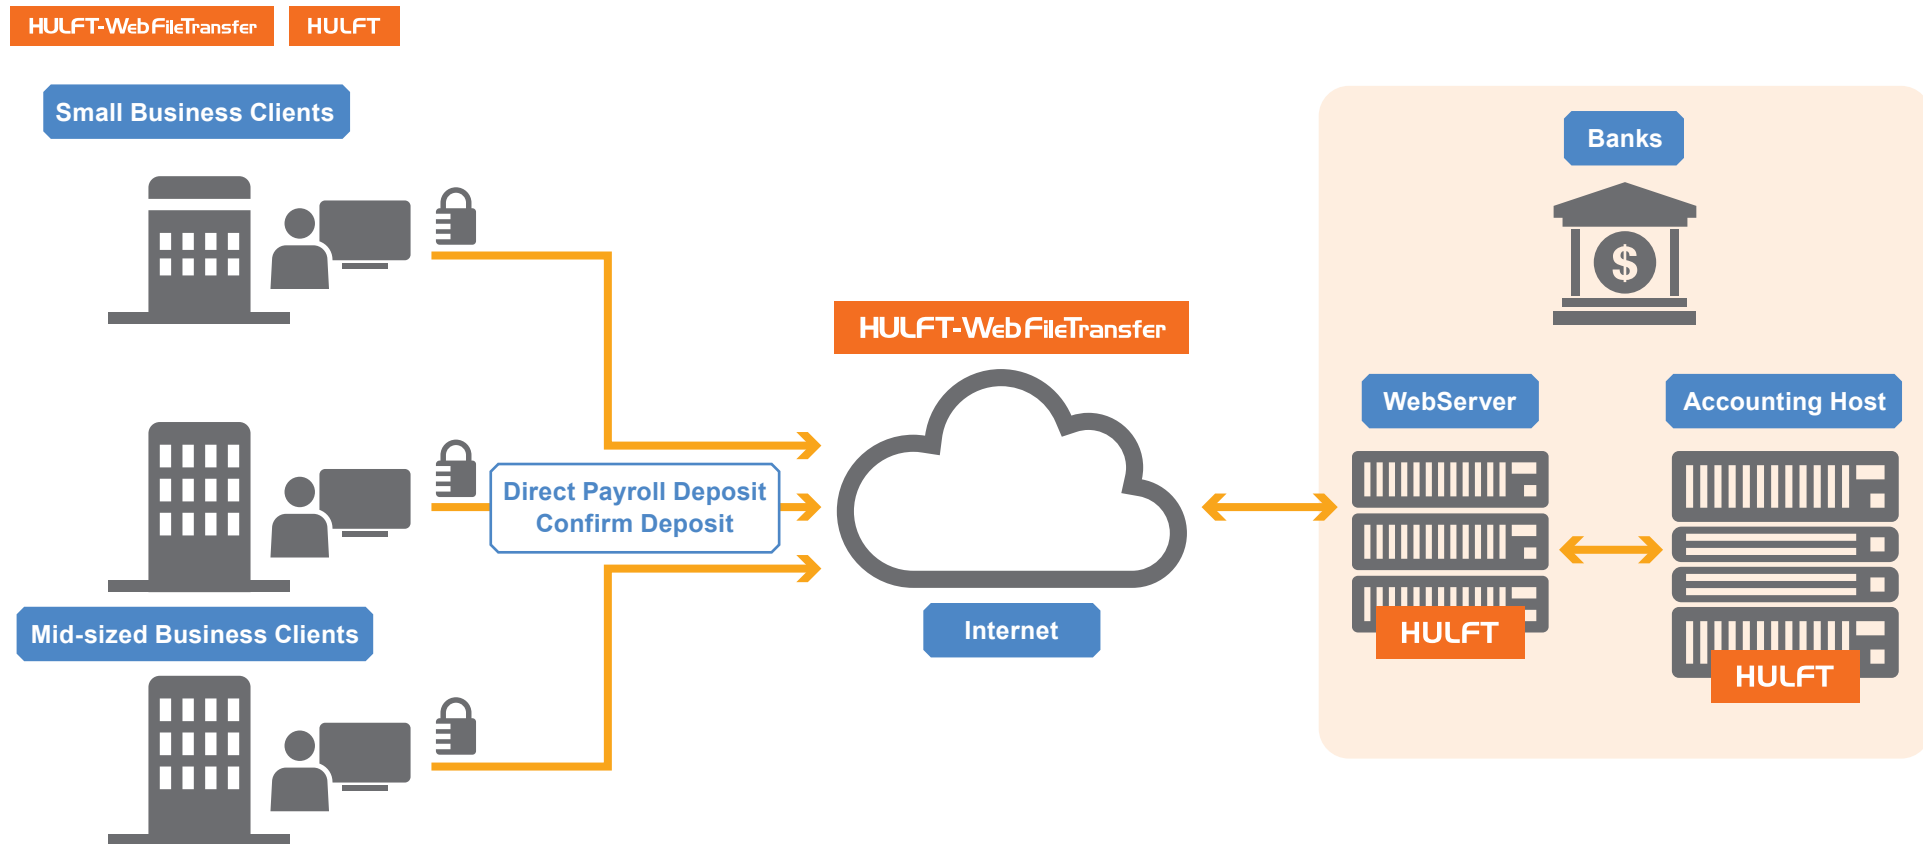 HULFT-WebFileTransfer
HULFT
Small Business Clients
Banks
$
HULFT-WebFileTransfer
WebServer
Accounting Host
Direct Payroll Deposit
Confirm Deposit
Internet
Mid-sized Business Clients
HULFT
HULFT